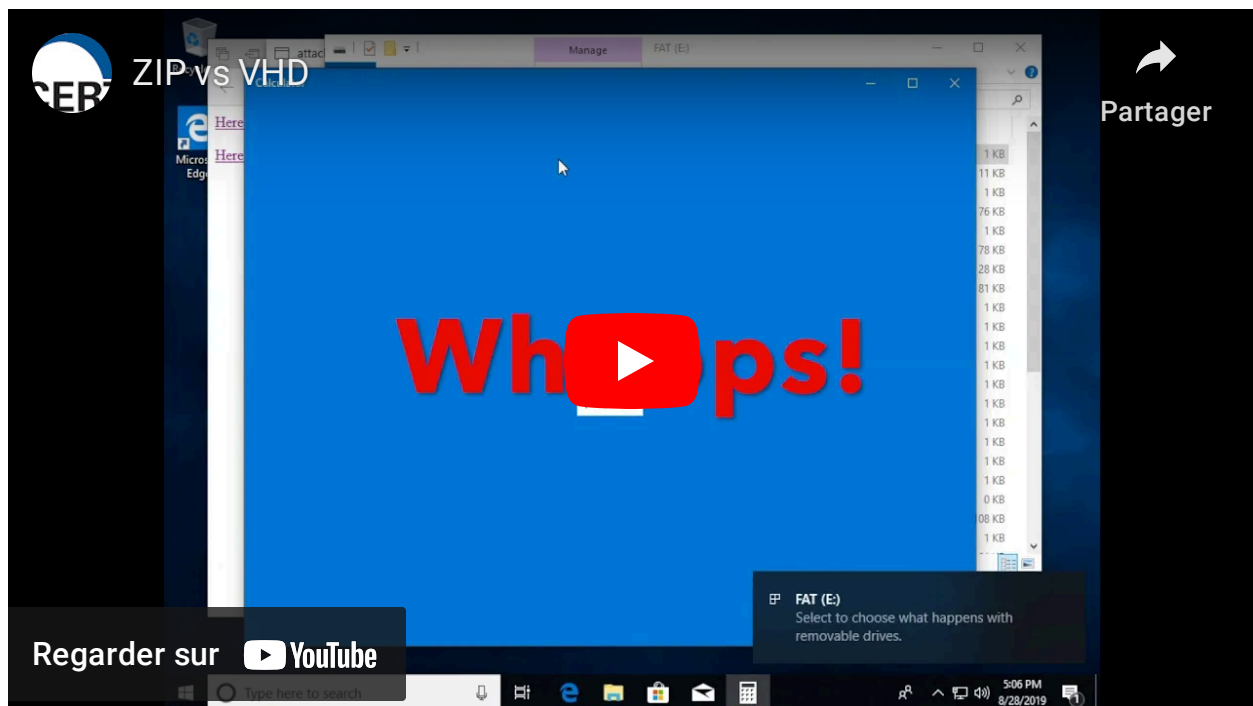 ZIP vs VHD
CERT
Partager
attac
Manage
FAT (E:)
Calculator
Here
Here
Micros
Edge
1 KB
11 KB
1 KB
76 KB
1 KB
78 KB
28 KB
81 KB
1 KB
1 KB
1 KB
1 KB
1 KB
1 KB
1 KB
1 KB
1 KB
1 KB
0 KB
08 KB
1 KB
FAT (E:)
Select to choose what happens with
removable drives.
Regarder sur YouTube
Type here to search
5:06 PM
8/28/2019
1